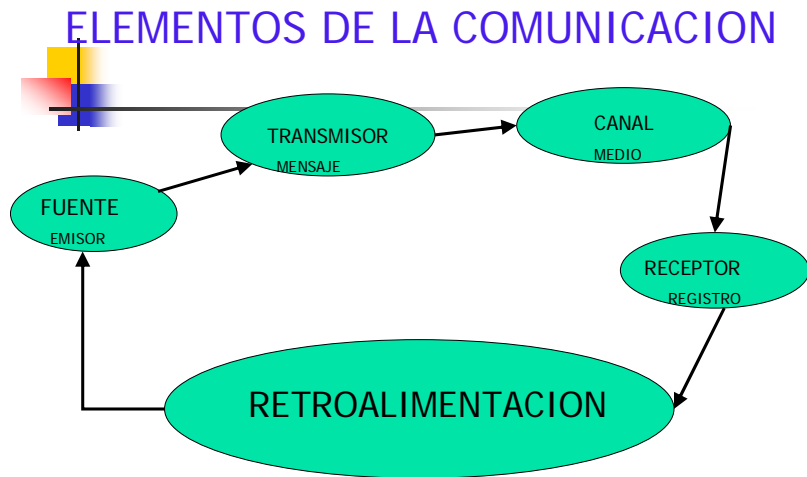 ELEMENTOS DE LA COMUNICACION
TRANSMISOR
MENSAJE
CANAL
MEDIO
FUENTE
EMISOR
RECEPTOR
REGISTRO
RETROALIMENTACION